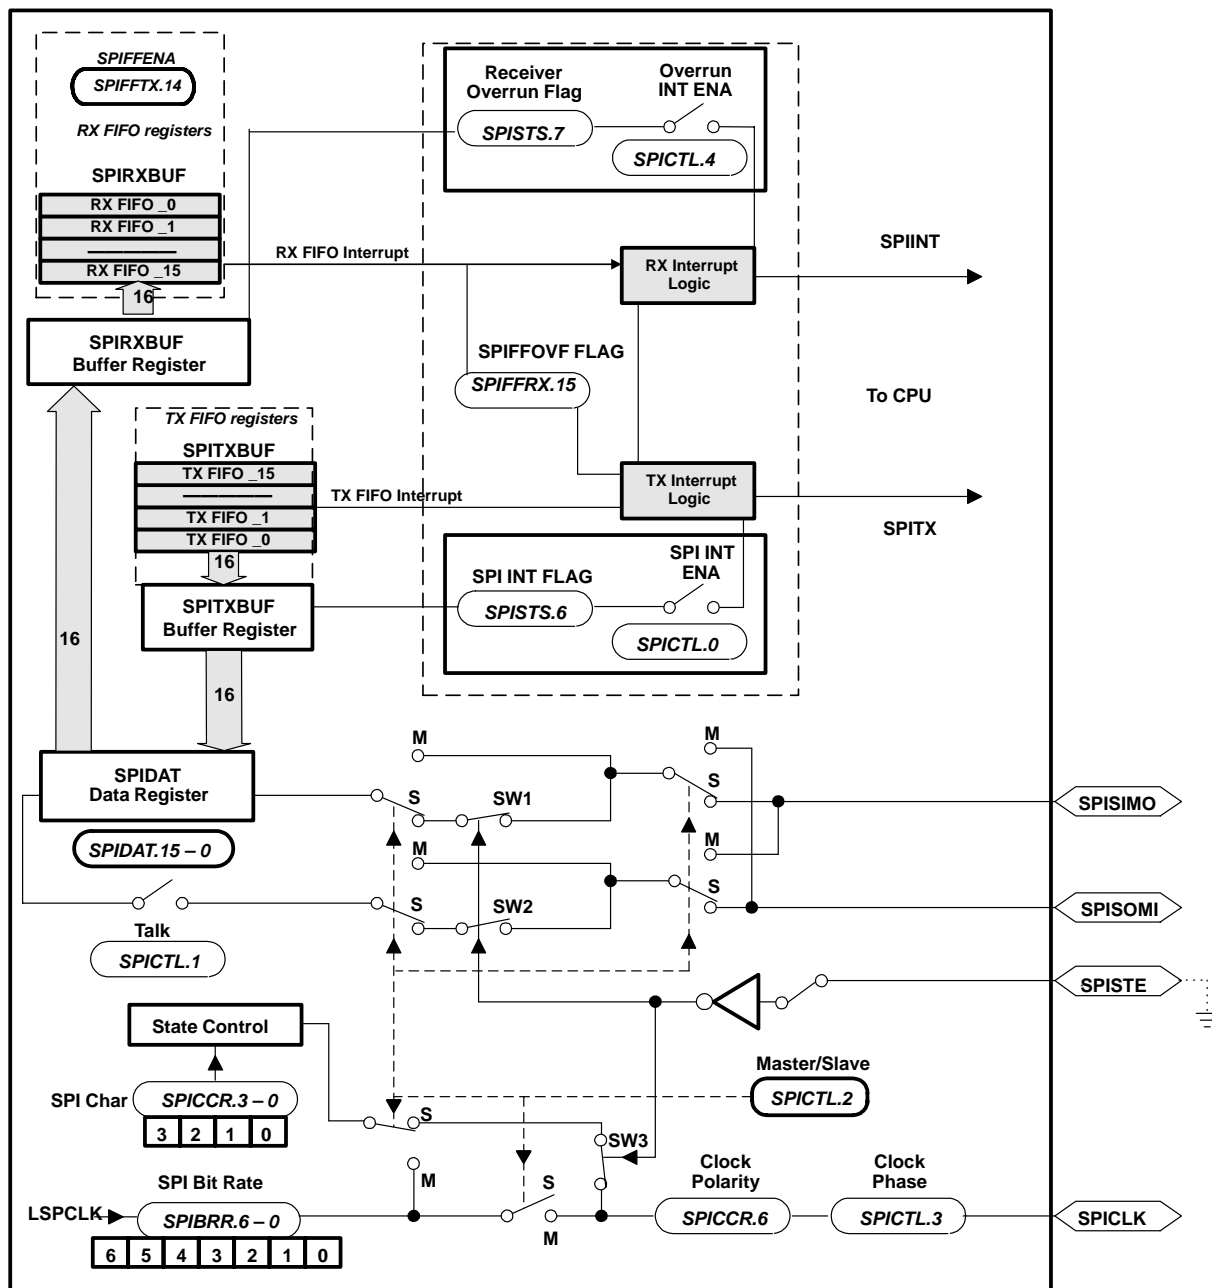 SPIFFENA
SPIFFTX.14
RX FIFO registers
SPIRXBUF
RX FIFO _0
RX FIFO _1
RX FIFO _15
16
SPIRXBUF
Buffer Register
Receiver
Overrun Flag
SPISTS.7
Overrun
INT ENA
SPICTL.4
RX FIFO Interrupt
RX Interrupt
Logic
SPIINT
SPIFFOVF FLAG
SPIFFRX.15
To CPU
TX FIFO registers
SPITXBUF
TX FIFO _15
TX FIFO _1
TX FIFO _0
16
TX FIFO Interrupt
TX Interrupt
Logic
SPITX
SPITXBUF
Buffer Register
SPI INT FLAG
SPISTS.6
SPI INT
ENA
SPICTL.0
16
16
SPIDAT
Data Register
SPIDAT.15 – 0
M
S
SW1
M
S
SPISIMO
M
S
SW2
M
S
SPISOMI
Talk
SPICTL.1
SPISTE
State Control
SPI Char
SPICCR.3 – 0
3 2 1 0
Master/Slave
SPICTL.2
S
SW3
M
SPI Bit Rate
LSPCLK
SPIBRR.6 – 0
6 5 4 3 2 1 0
S
M
Clock
Polarity
SPICCR.6
Clock
Phase
SPICTL.3
SPICLK